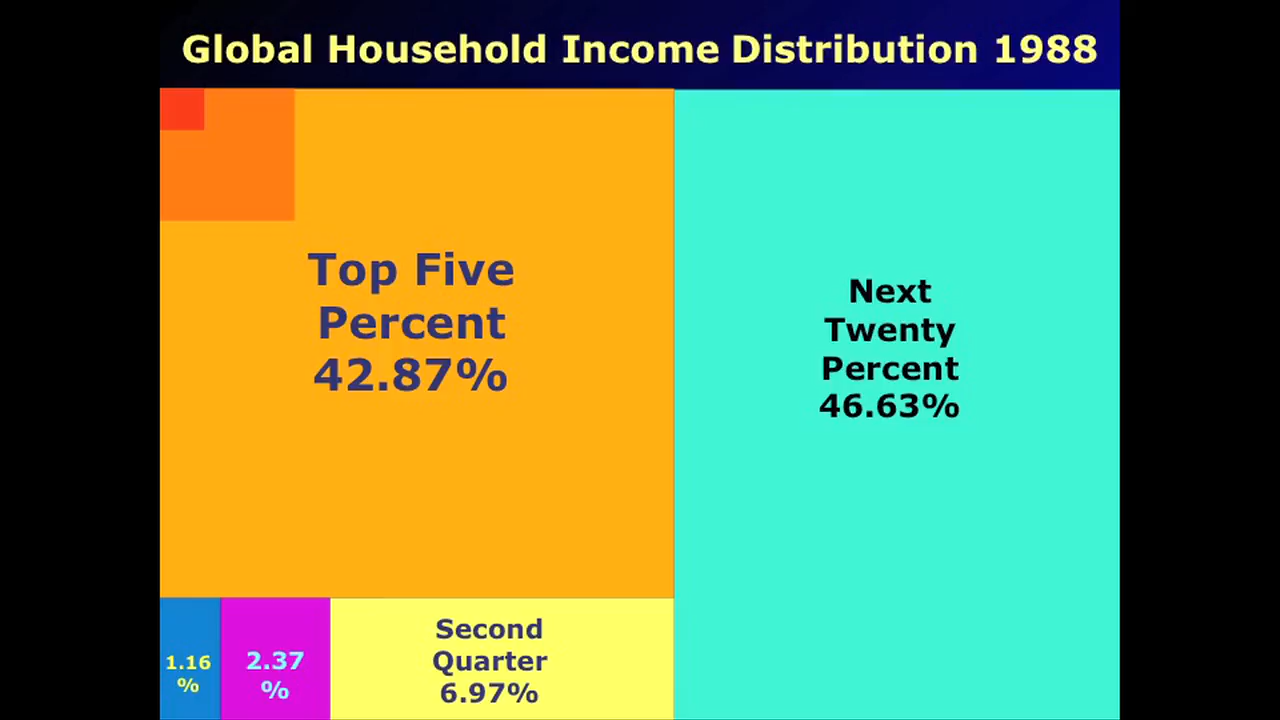 Global Household Income Distribution 1988
Top Five
Percent
42.87%
Next
Twenty
Percent
46.63%
1.16
%
2.37
%
Second
Quarter
6.97%